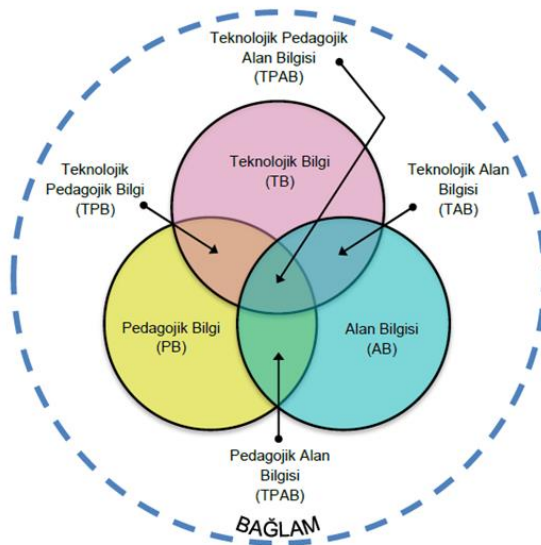 Teknolojik Pedagojik
Alan Bilgisi
(TPAB)
Teknolojik Bilgi
(TB)
Teknolojik
Pedagojik Bilgi
(TPB)
Teknolojik Alan
Bilgisi
(TAB)
Pedagojik Bilgi
(PB)
Alan Bilgisi
(AB)
Pedagojik Alan
Bilgisi
(TPAB)
BAĞLAM